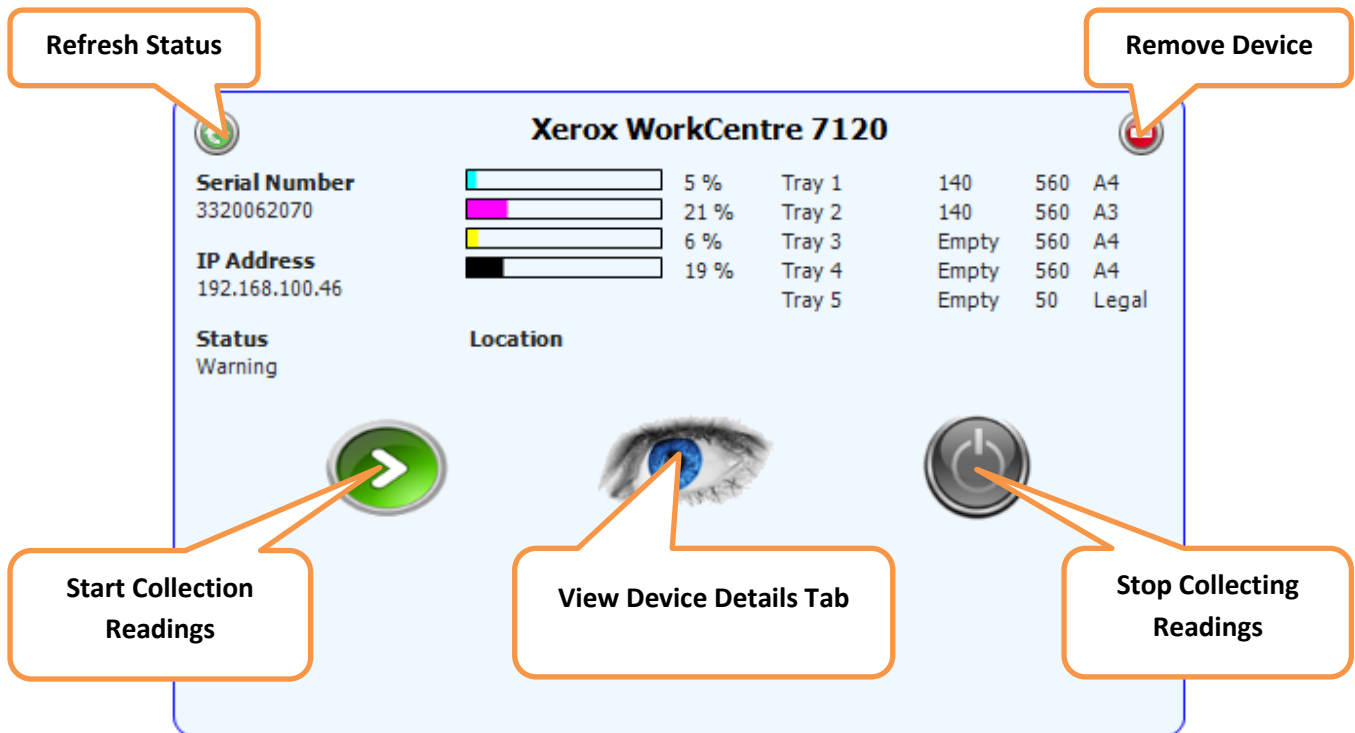 Refresh Status
Remove Device
Xerox WorkCentre 7120
Serial Number
3320062070
IP Address
192.168.100.46
Status
Warning
5 %
21 %
6 %
19 %
Location
Tray 1 140 560 A4
Tray 2 140 560 A3
Tray 3 Empty 560 A4
Tray 4 Empty 560 A4
Tray 5 Empty 50 Legal
Start Collection
Readings
View Device Details Tab
Stop Collecting
Readings